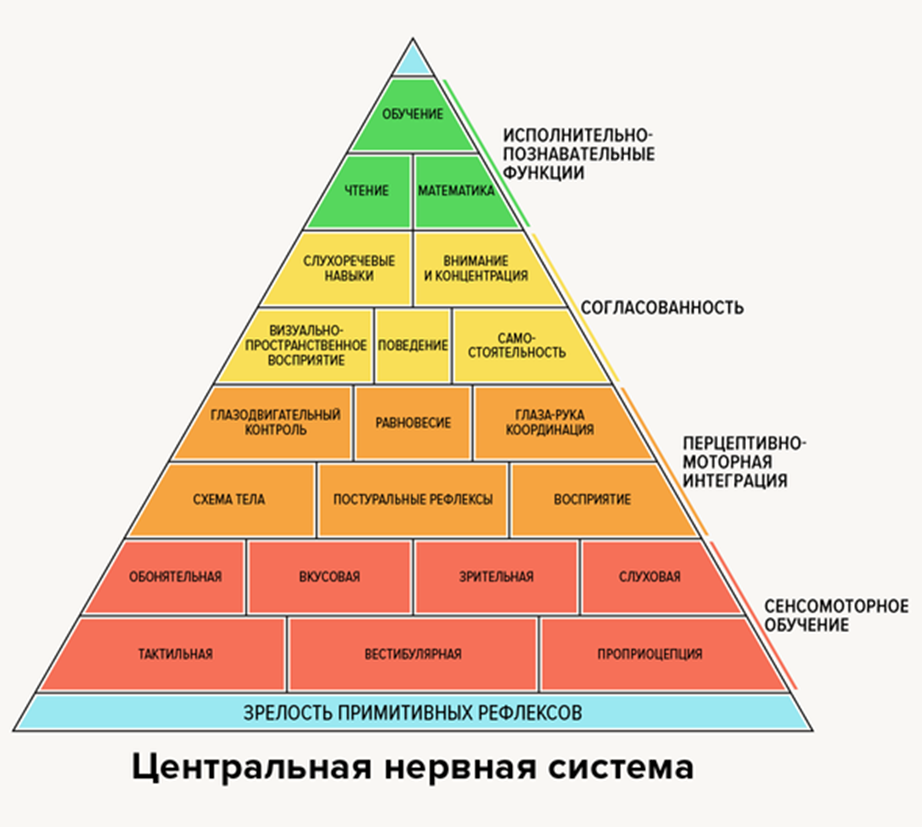 ОБУЧЕНИЕ
ИСПОЛНИТЕЛЬНО-
ПОЗНАВАТЕЛЬНЫЕ
ФУНКЦИИ
ЧТЕНИЕ
МАТЕМАТИКА
СЛУХОРЕЧЕВЫЕ
НАВЫКИ
ВНИМАНИЕ
И КОНЦЕНТРАЦИЯ
СОГЛАСОВАННОСТЬ
ВИЗУАЛЬНО-
ПРОСТРАНСТВЕННОЕ
ВОСПРИЯТИЕ
ПОВЕДЕНИЕ
САМО-
СТОЯТЕЛЬНОСТЬ
ГЛАЗОДВИГАТЕЛЬНЫЙ
КОНТРОЛЬ
РАВНОВЕСИЕ
ГЛАЗА-РУКА
КООРДИНАЦИЯ
ПЕРЦЕПТИВНО-
МОТОРНАЯ
ИНТЕГРАЦИЯ
СХЕМА ТЕЛА
ПОСТУРАЛЬНЫЕ РЕФЛЕКСЫ
ВОСПРИЯТИЕ
ОБОНЯТЕЛЬНАЯ
ВКУСОВАЯ
ЗРИТЕЛЬНАЯ
СЛУХОВАЯ
СЕНСОМОТОРНОЕ
ОБУЧЕНИЕ
ТАКТИЛЬНАЯ
ВЕСТИБУЛЯРНАЯ
ПРОПРИОЦЕПЦИЯ
ЗРЕЛОСТЬ ПРИМИТИВНЫХ РЕФЛЕКСОВ
Центральная нервная система